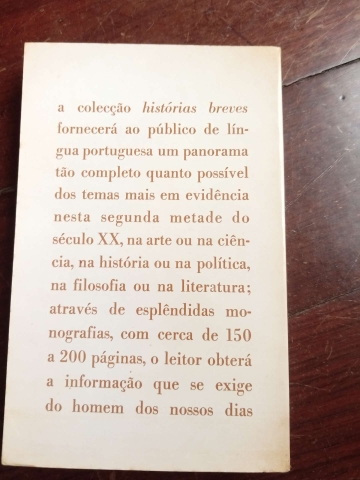 a colecção histórias breves
fornecerá ao público de lín-
gua portuguesa um panorama
tão completo quanto possível
dos temas mais em evidência
nesta segunda metade do
século XX, na arte ou na ciên-
cia, na história ou na política,
na filosofia ou na literatura;
através de esplêndidas mo-
nografias, com cerca de 150
a 200 páginas, o leitor obterá
a informação que se exige
do homem dos nossos dias